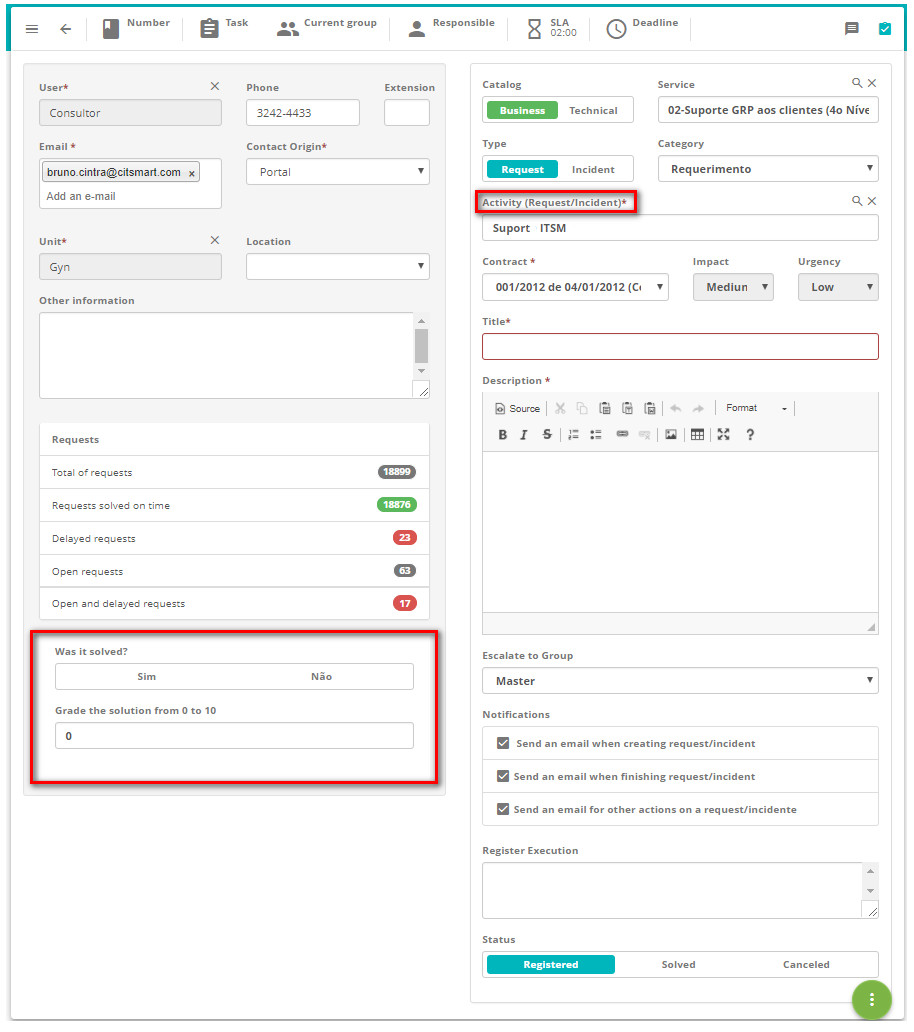 Number
Task
Current group
Responsible
SLA
02:00
Deadline
User*
Consultor
Phone
3242-4433
Extension
Email *
bruno.cintra@citsmart.com x
Add an e-mail
Contact Origin*
Portal
Unit*
Gyn
Location
Other information
Requests
Total of requests 18899
Requests solved on time 18876
Delayed requests 23
Open requests 63
Open and delayed requests 17
Was it solved?
Sim Não
Grade the solution from 0 to 10
0
Catalog
Business Technical
Service
02-Suporte GRP aos clientes (4o Níve
Type
Request Incident
Category
Requerimento
Activity (Request/Incident)*
Suport ITSM
Contract *
001/2012 de 04/01/2012 (Co
Impact
Mediun
Urgency
Low
Title*
Description *
Source
Format
B I S
?
Escalate to Group
Master
Notifications
Send an email when creating request/incident
Send an email when finishing request/incident
Send an email for other actions on a request/incidente
Register Execution
Status
Registered Solved Canceled